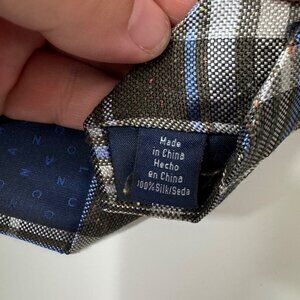 Made
in China
Hecho
en China
100% Silk/Seda